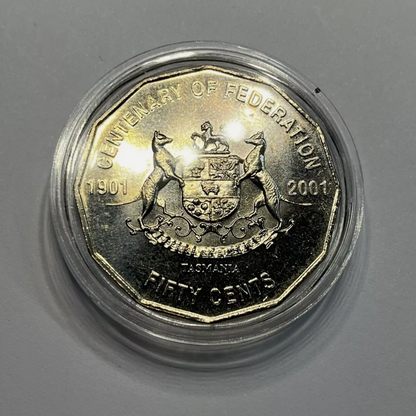 CENTENARY OF FEDERATION
1901 2001
TASMANIA
FIFTY CENTS